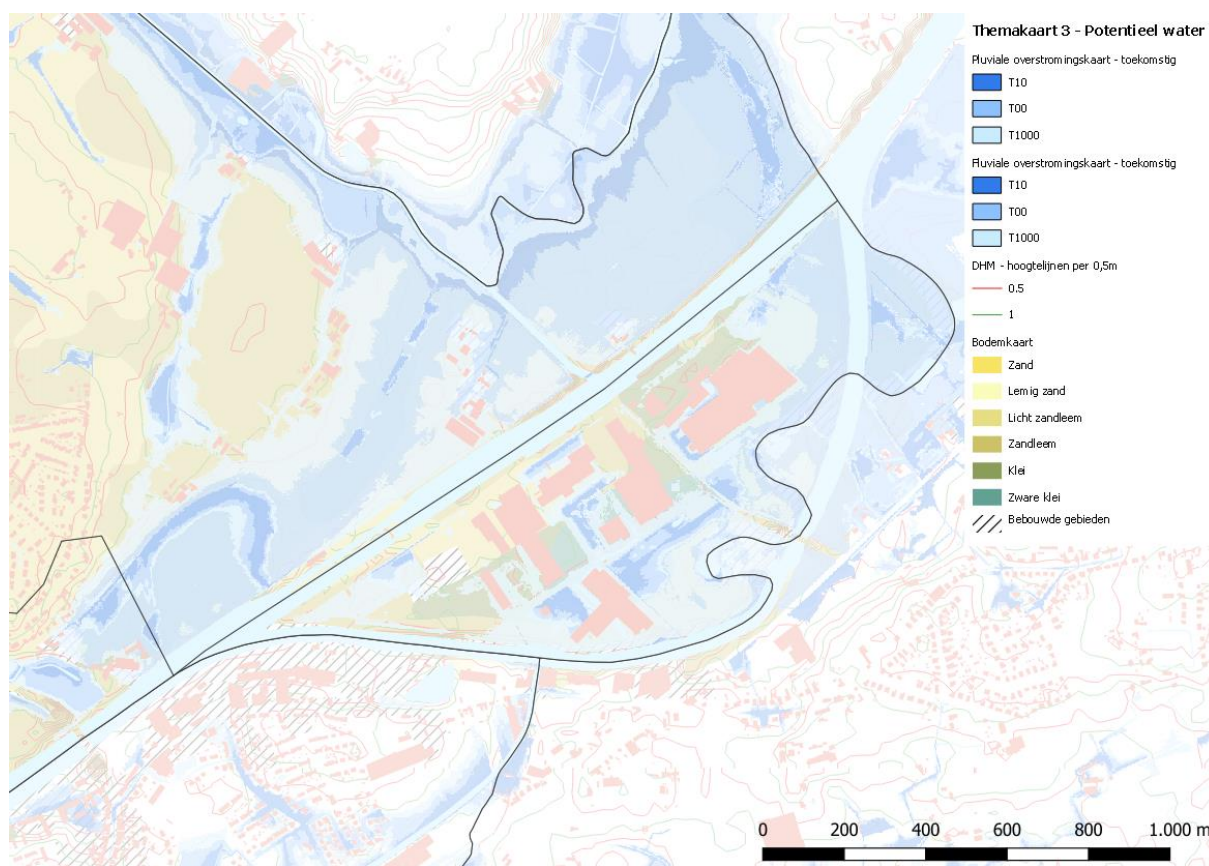 Themakaart 3 - Potentieel water
Pluviale overstromingskaart - toekomstig
T10
T00
T1000
Pluviale overstromingskaart - toekomstig
T10
T00
T1000
DHM - hoogtelijnen per 0,5m
0.5
1
Bodemkaart
Zand
Lemig zand
Licht zandleem
Zandleem
Klei
Zware klei
Bebouwde gebieden
0 200 400 600 800 1.000 m